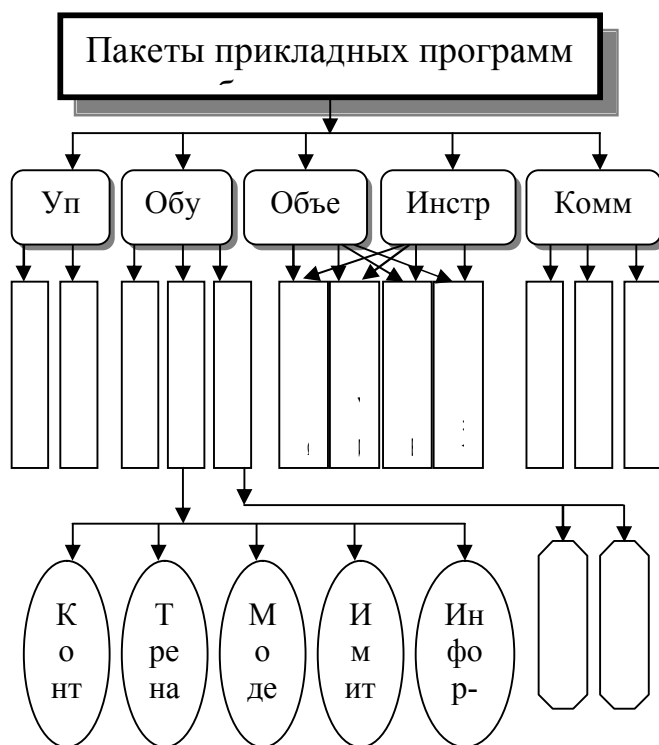 Пакеты прикладных программ
Уп
Обу
Объе
Инстр
Комм
К
о
нт
Т
ре
на
М
о
де
И
м
ит
Ин
фо
р-